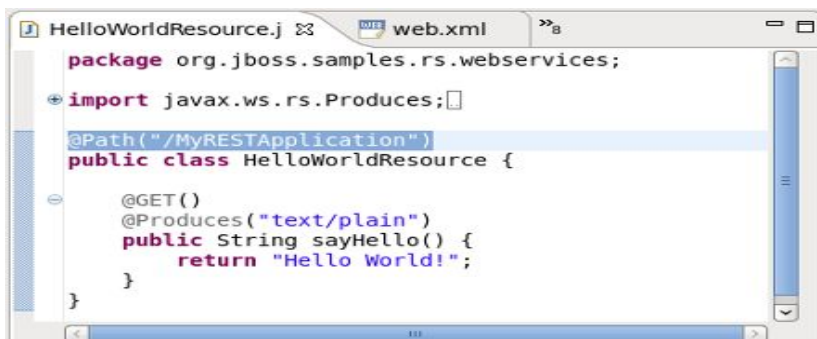 HelloWorldResource.j web.xml »8
package org.jboss.samples.rs.webservices;
import javax.ws.rs.Produces;
@Path("/MyRESTApplication")
public class HelloWorldResource {
@GET()
@Produces("text/plain")
public String sayHello() {
return "Hello World!";
}
}